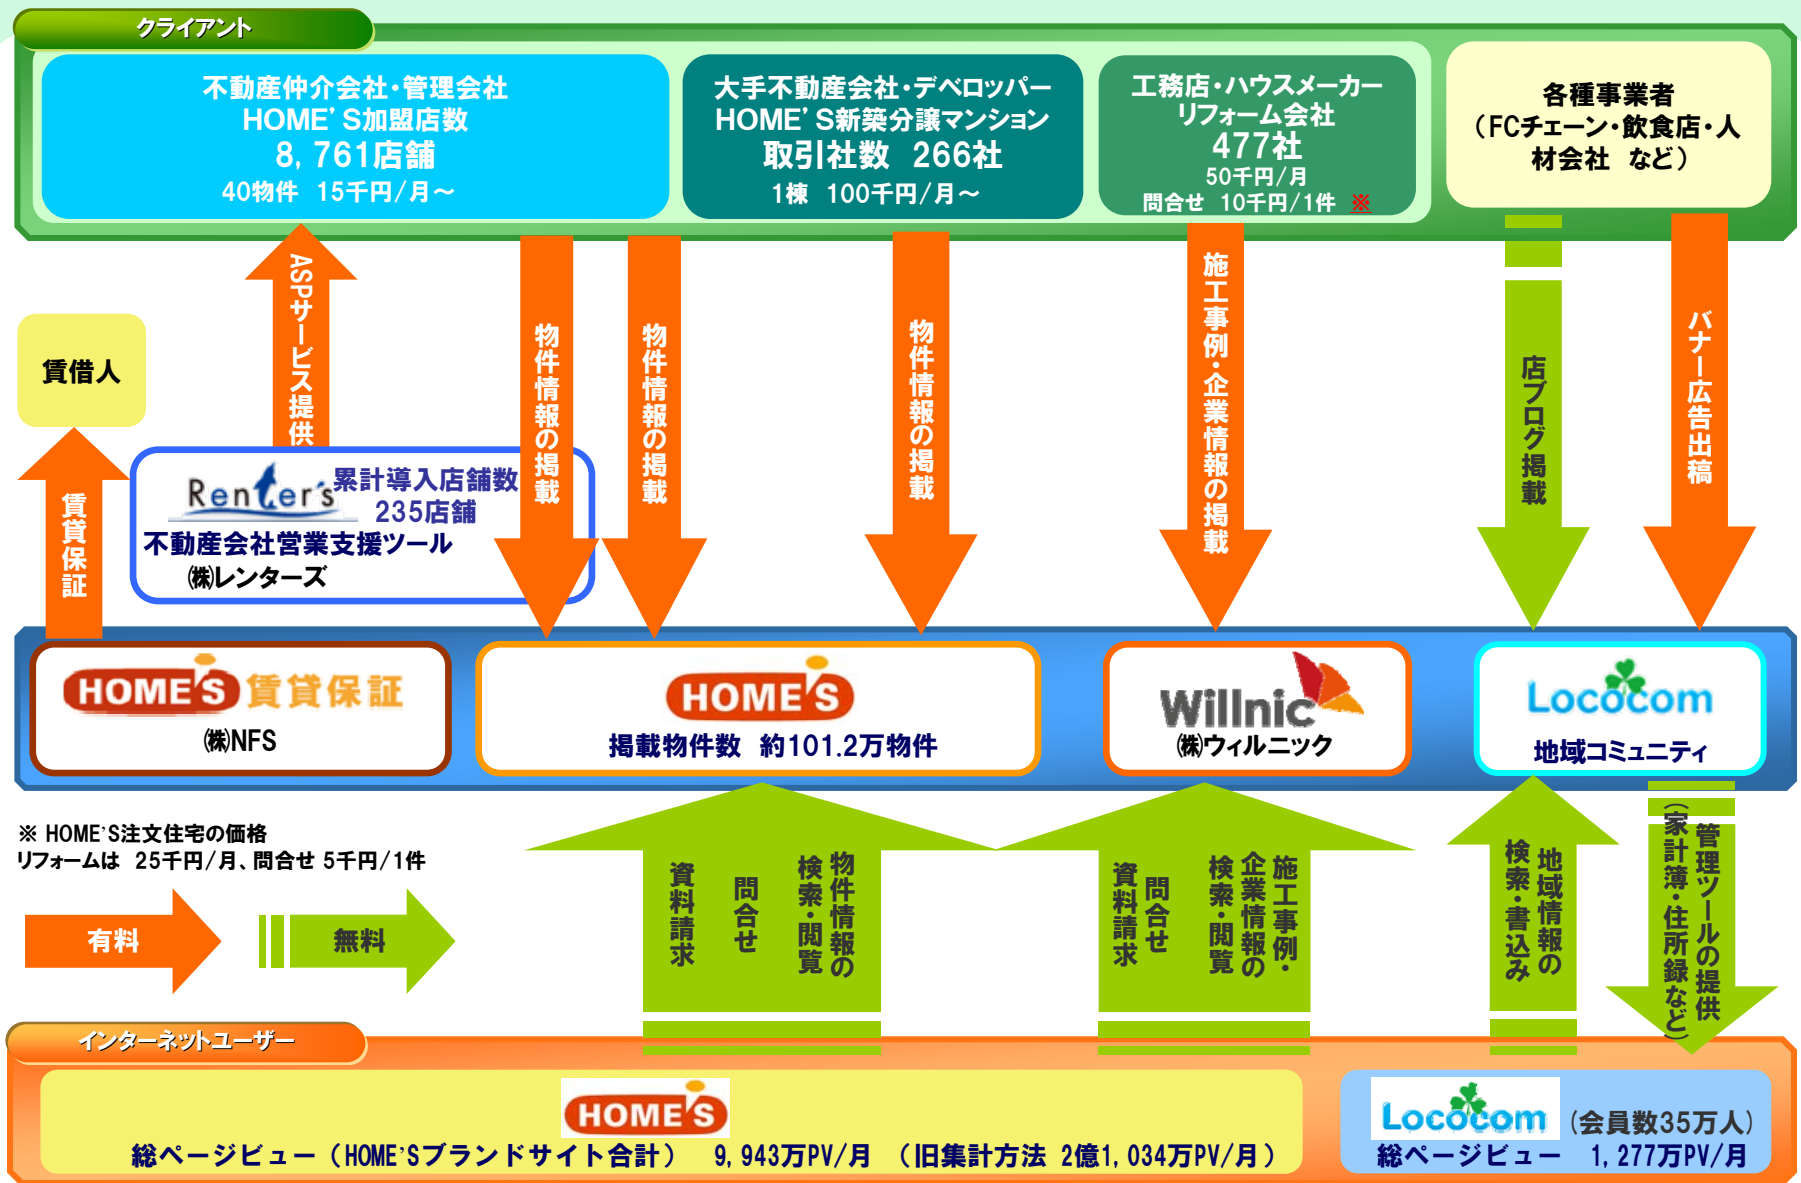 クライアント
不動産仲介会社・管理会社
HOME'S加盟店数
8,761店舗
40物件 15千円/月～
大手不動産会社・デベロッパー
HOME'S新築分譲マンション
取引社数 266社
1棟 100千円/月～
工務店・ハウスメーカー
リフォーム会社
477社
50千円/月
問合せ 10千円/1件 ※
各種事業者
（FCチェーン・飲食店・人
材会社 など）
ASPサービス提供
物件情報の掲載
物件情報の掲載
物件情報の掲載
施工事例・企業情報の掲載
店ブログ掲載
バナー広告出稿
賃借人
賃貸保証
Renter's
累計導入店舗数
235店舗
不動産会社営業支援ツール
㈱レンターズ
HOME'S 賃貸保証
㈱NFS
HOME'S
掲載物件数 約101.2万物件
Willnic
㈱ウィルニック
Lococom
地域コミュニティ
※ HOME'S注文住宅の価格
リフォームは 25千円/月、問合せ 5千円/1件
有料
無料
物件情報の
検索・閲覧
問合せ
資料請求
施工事例・
企業情報の
検索・閲覧
問合せ
資料請求
地域情報の
検索・書込み
管理ツールの提供
（家計簿・住所録など）
インターネットユーザー
HOME'S
総ページビュー（HOME'Sブランドサイト合計） 9,943万PV/月 （旧集計方法 2億1,034万PV/月）
Lococom (会員数35万人)
総ページビュー 1,277万PV/月